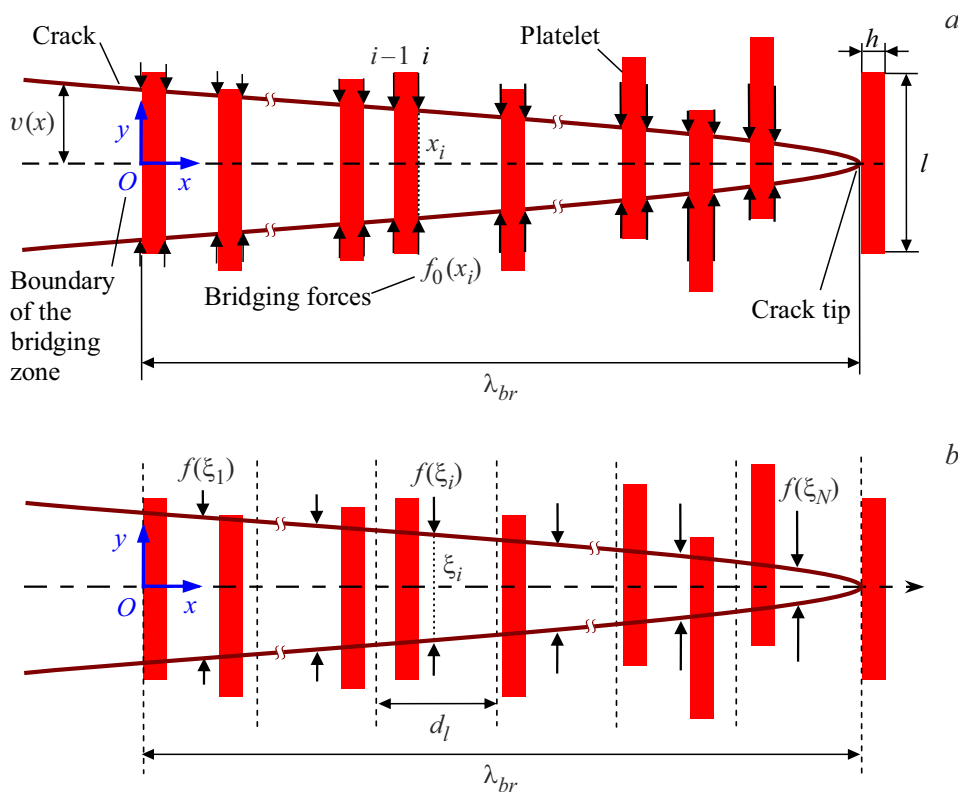 a
Crack
i–1 i
Platelet
h
v(x)
y
x_i
l
O
x
Boundary
of the
bridging
zone
f_0(x_i)
Bridging forces
Crack tip
λ_br
b
f(ξ_1)
f(ξ_i)
f(ξ_N)
y
ξ_i
O
x
d_l
λ_br